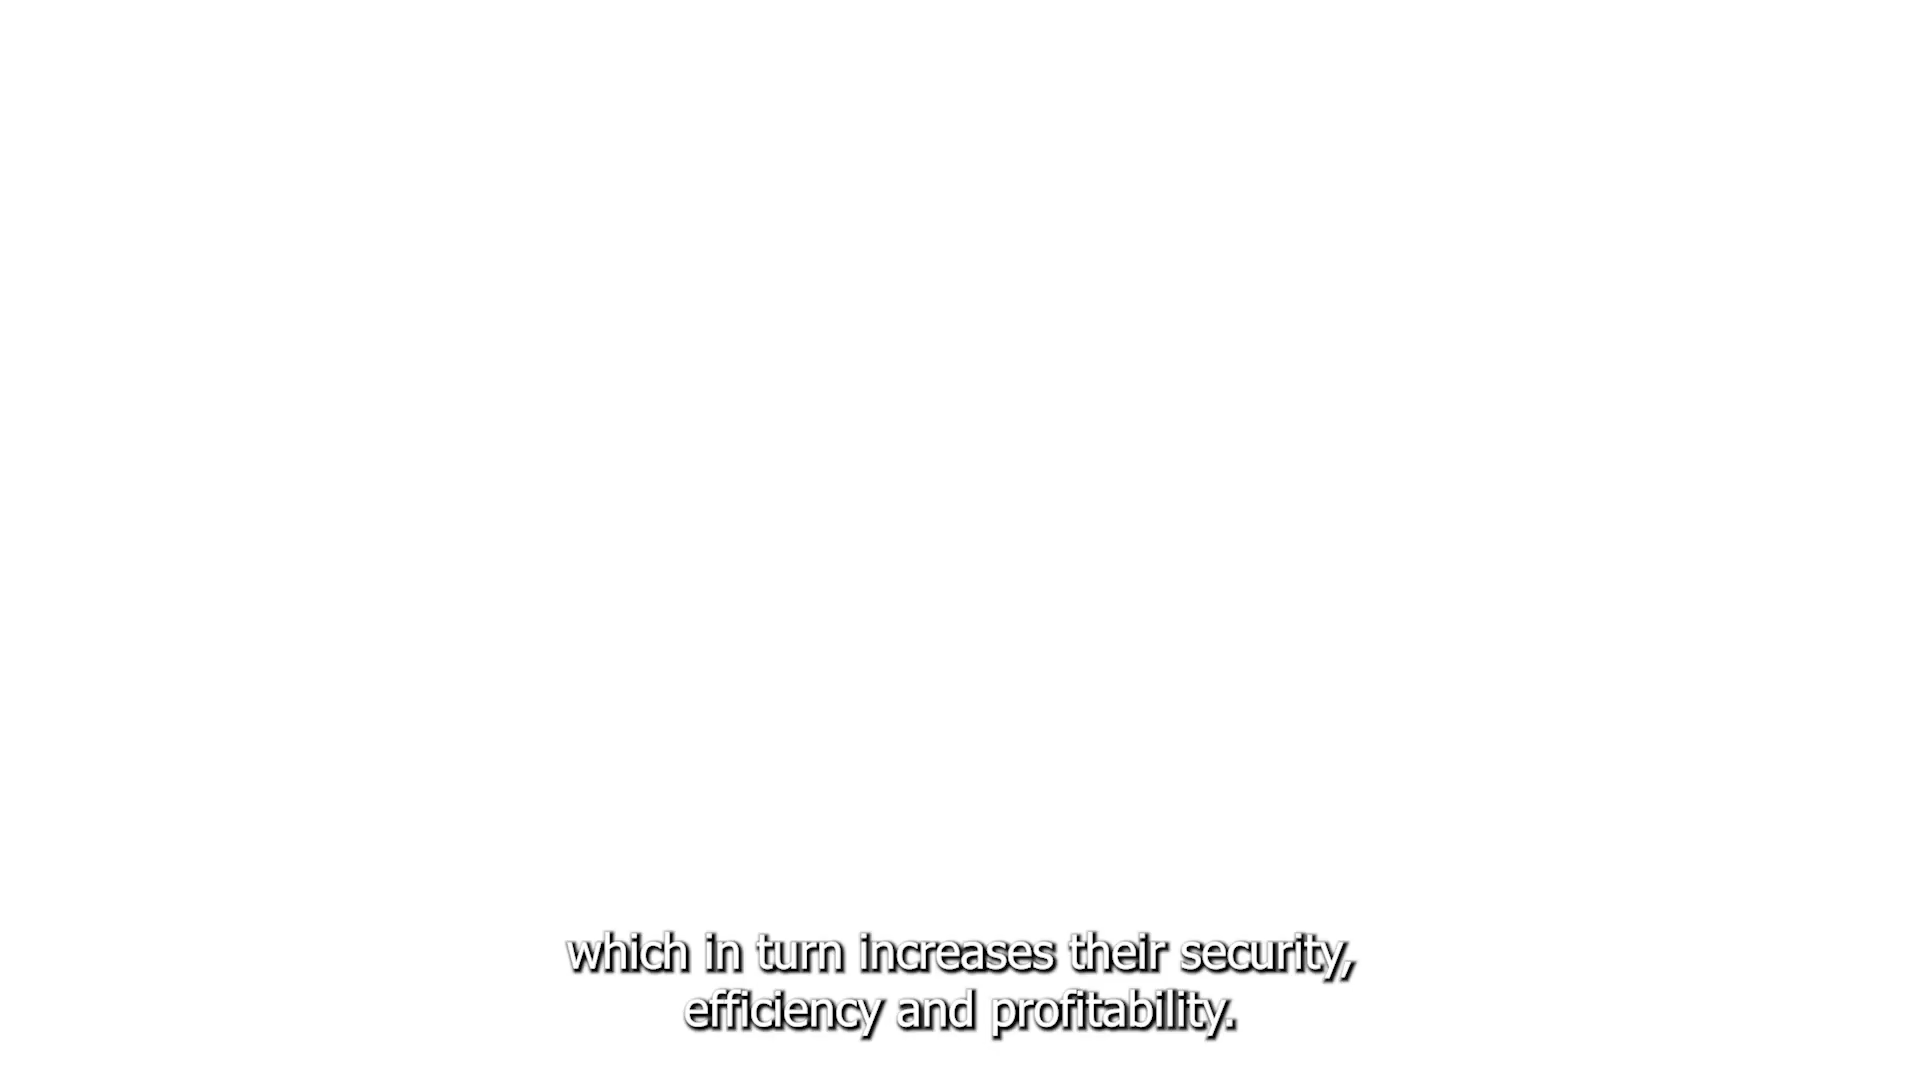 which in turn increases their security,
efficiency and profitability.